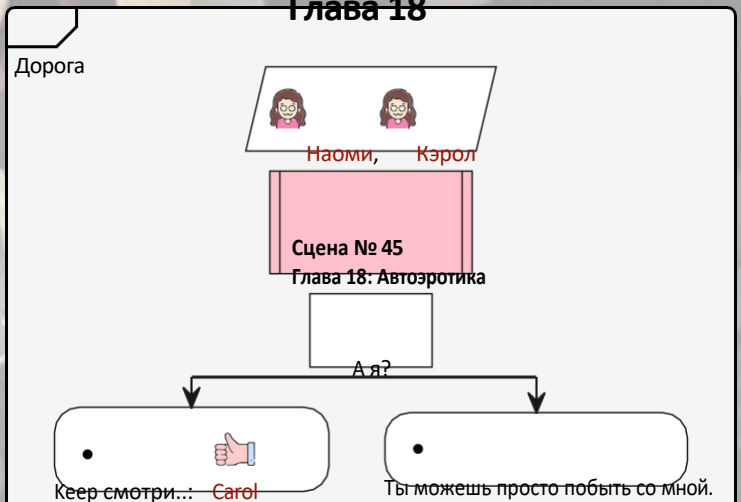 Глава 18
Дорога
Наоми, Кэрол
Сцена № 45
Глава 18: Автоэротика
А я?
Keep смотри..: Carol
Ты можешь просто побыть со мной.